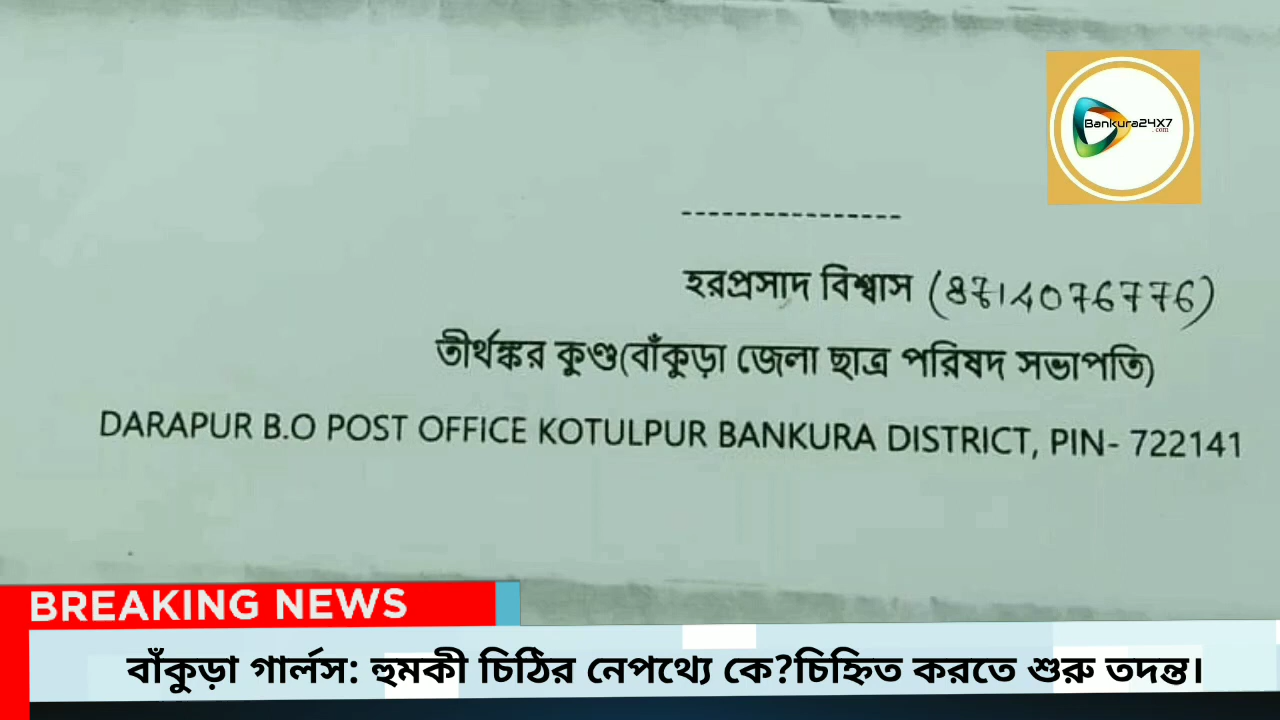 Bankura24X7
.com
---------------
হরপ্রসাদ বিশ্বাস (8714076776)
তীর্থঙ্কর কুণ্ডু(বাঁকুড়া জেলা ছাত্র পরিষদ সভাপতি)
DARAPUR B.O POST OFFICE KOTULPUR BANKURA DISTRICT, PIN- 722141
BREAKING NEWS
বাঁকুড়া গার্লস: হুমকী চিঠির নেপথ্যে কে?চিহ্নিত করতে শুরু তদন্ত।